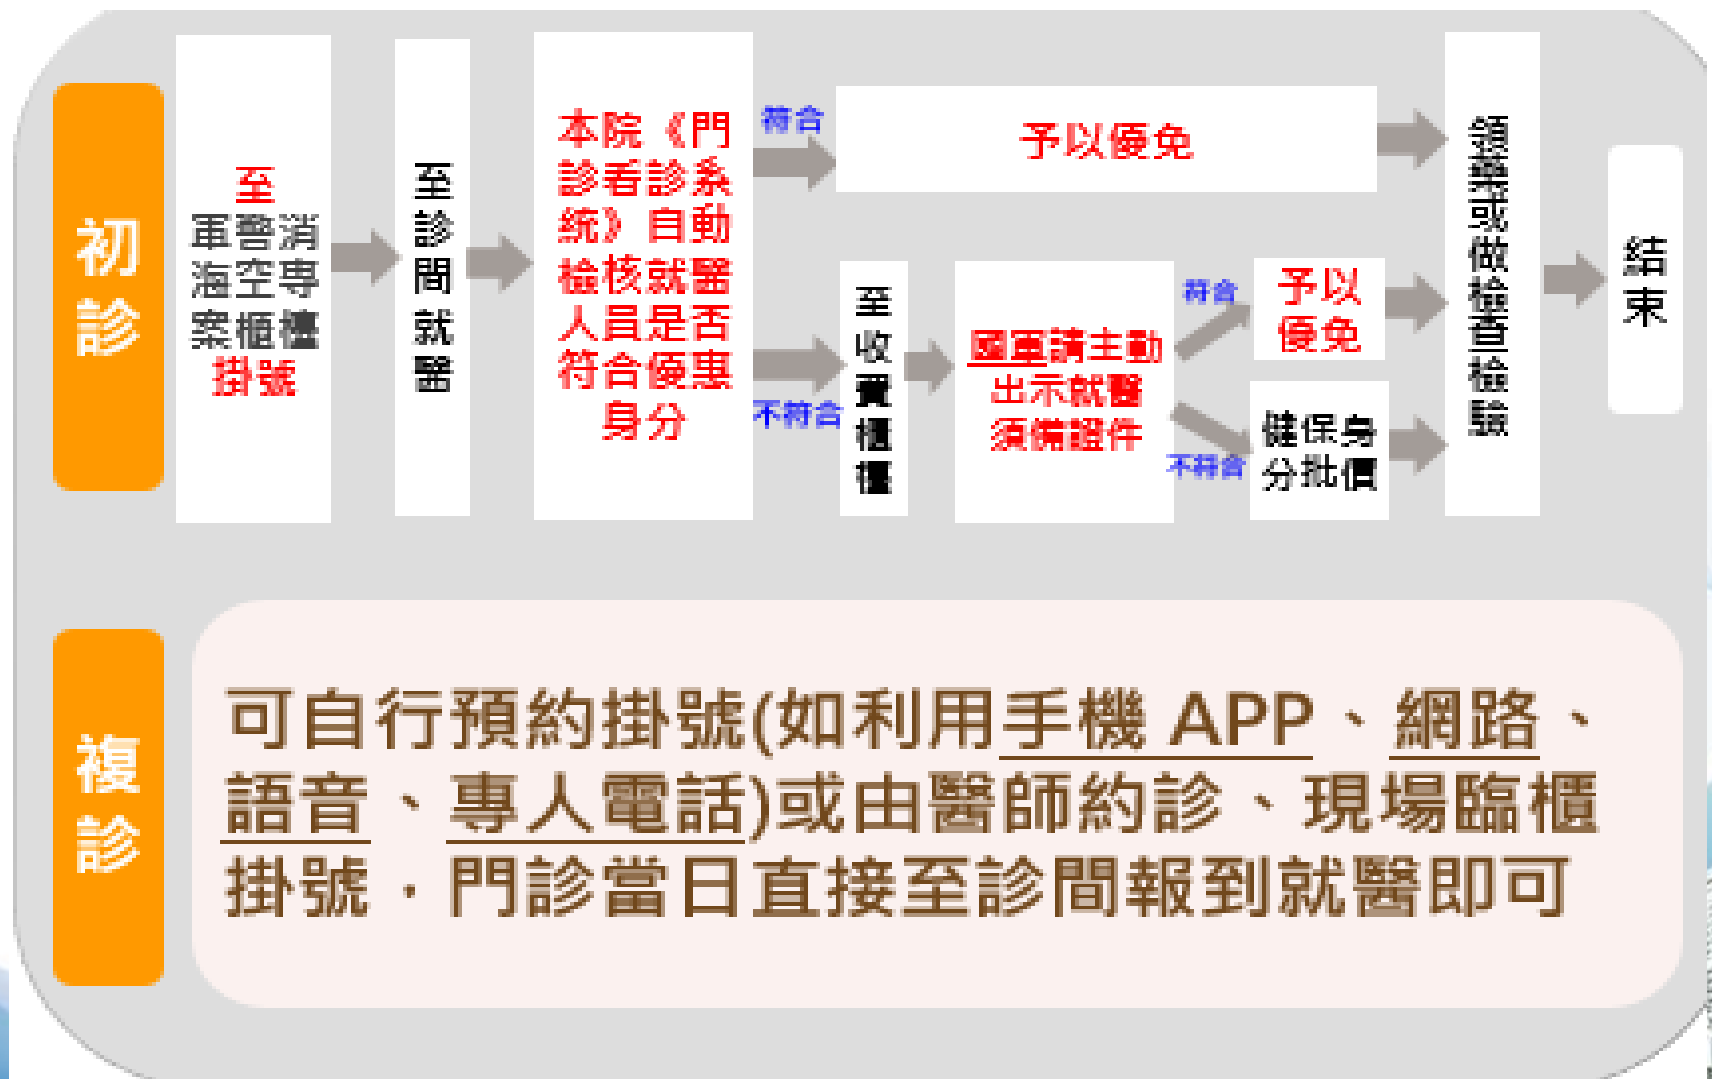 初診
至
軍警消
海空專
案櫃檯
掛號
至診間就醫
本院《門
診看診系
統》自動
檢核就醫
人員是否
符合優惠
身分
符合
予以優免
不符合
至收費櫃檯
國軍請主動
出示就醫
須備證件
符合
予以
優免
不符合
健保身
分批價
領藥或做檢查檢驗
結束
複診
可自行預約掛號(如利用手機 APP、網路、
語音、專人電話)或由醫師約診、現場臨櫃
掛號．門診當日直接至診間報到就醫即可